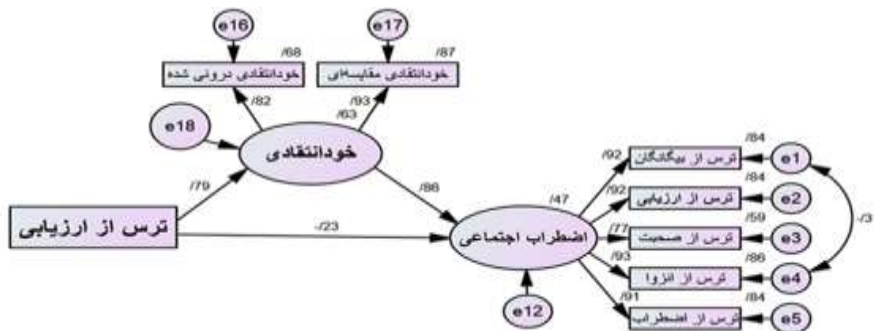 e16
e17
/68
/87
خودانتقادی درونی شده
خودانتقادی مقایسه‌ای
/82
/93
/63
e18
خودانتقادی
/84
/92
ترس از بیگانگان
e1
/79
/86
/84
/47
/92
ترس از ارزیابی
e2
ترس از ارزیابی
-/23
اضطراب اجتماعی
/59
/77
ترس از صحبت
e3
-/3
/86
/93
ترس از انزوا
e4
/84
/91
e12
ترس از اضطراب
e5